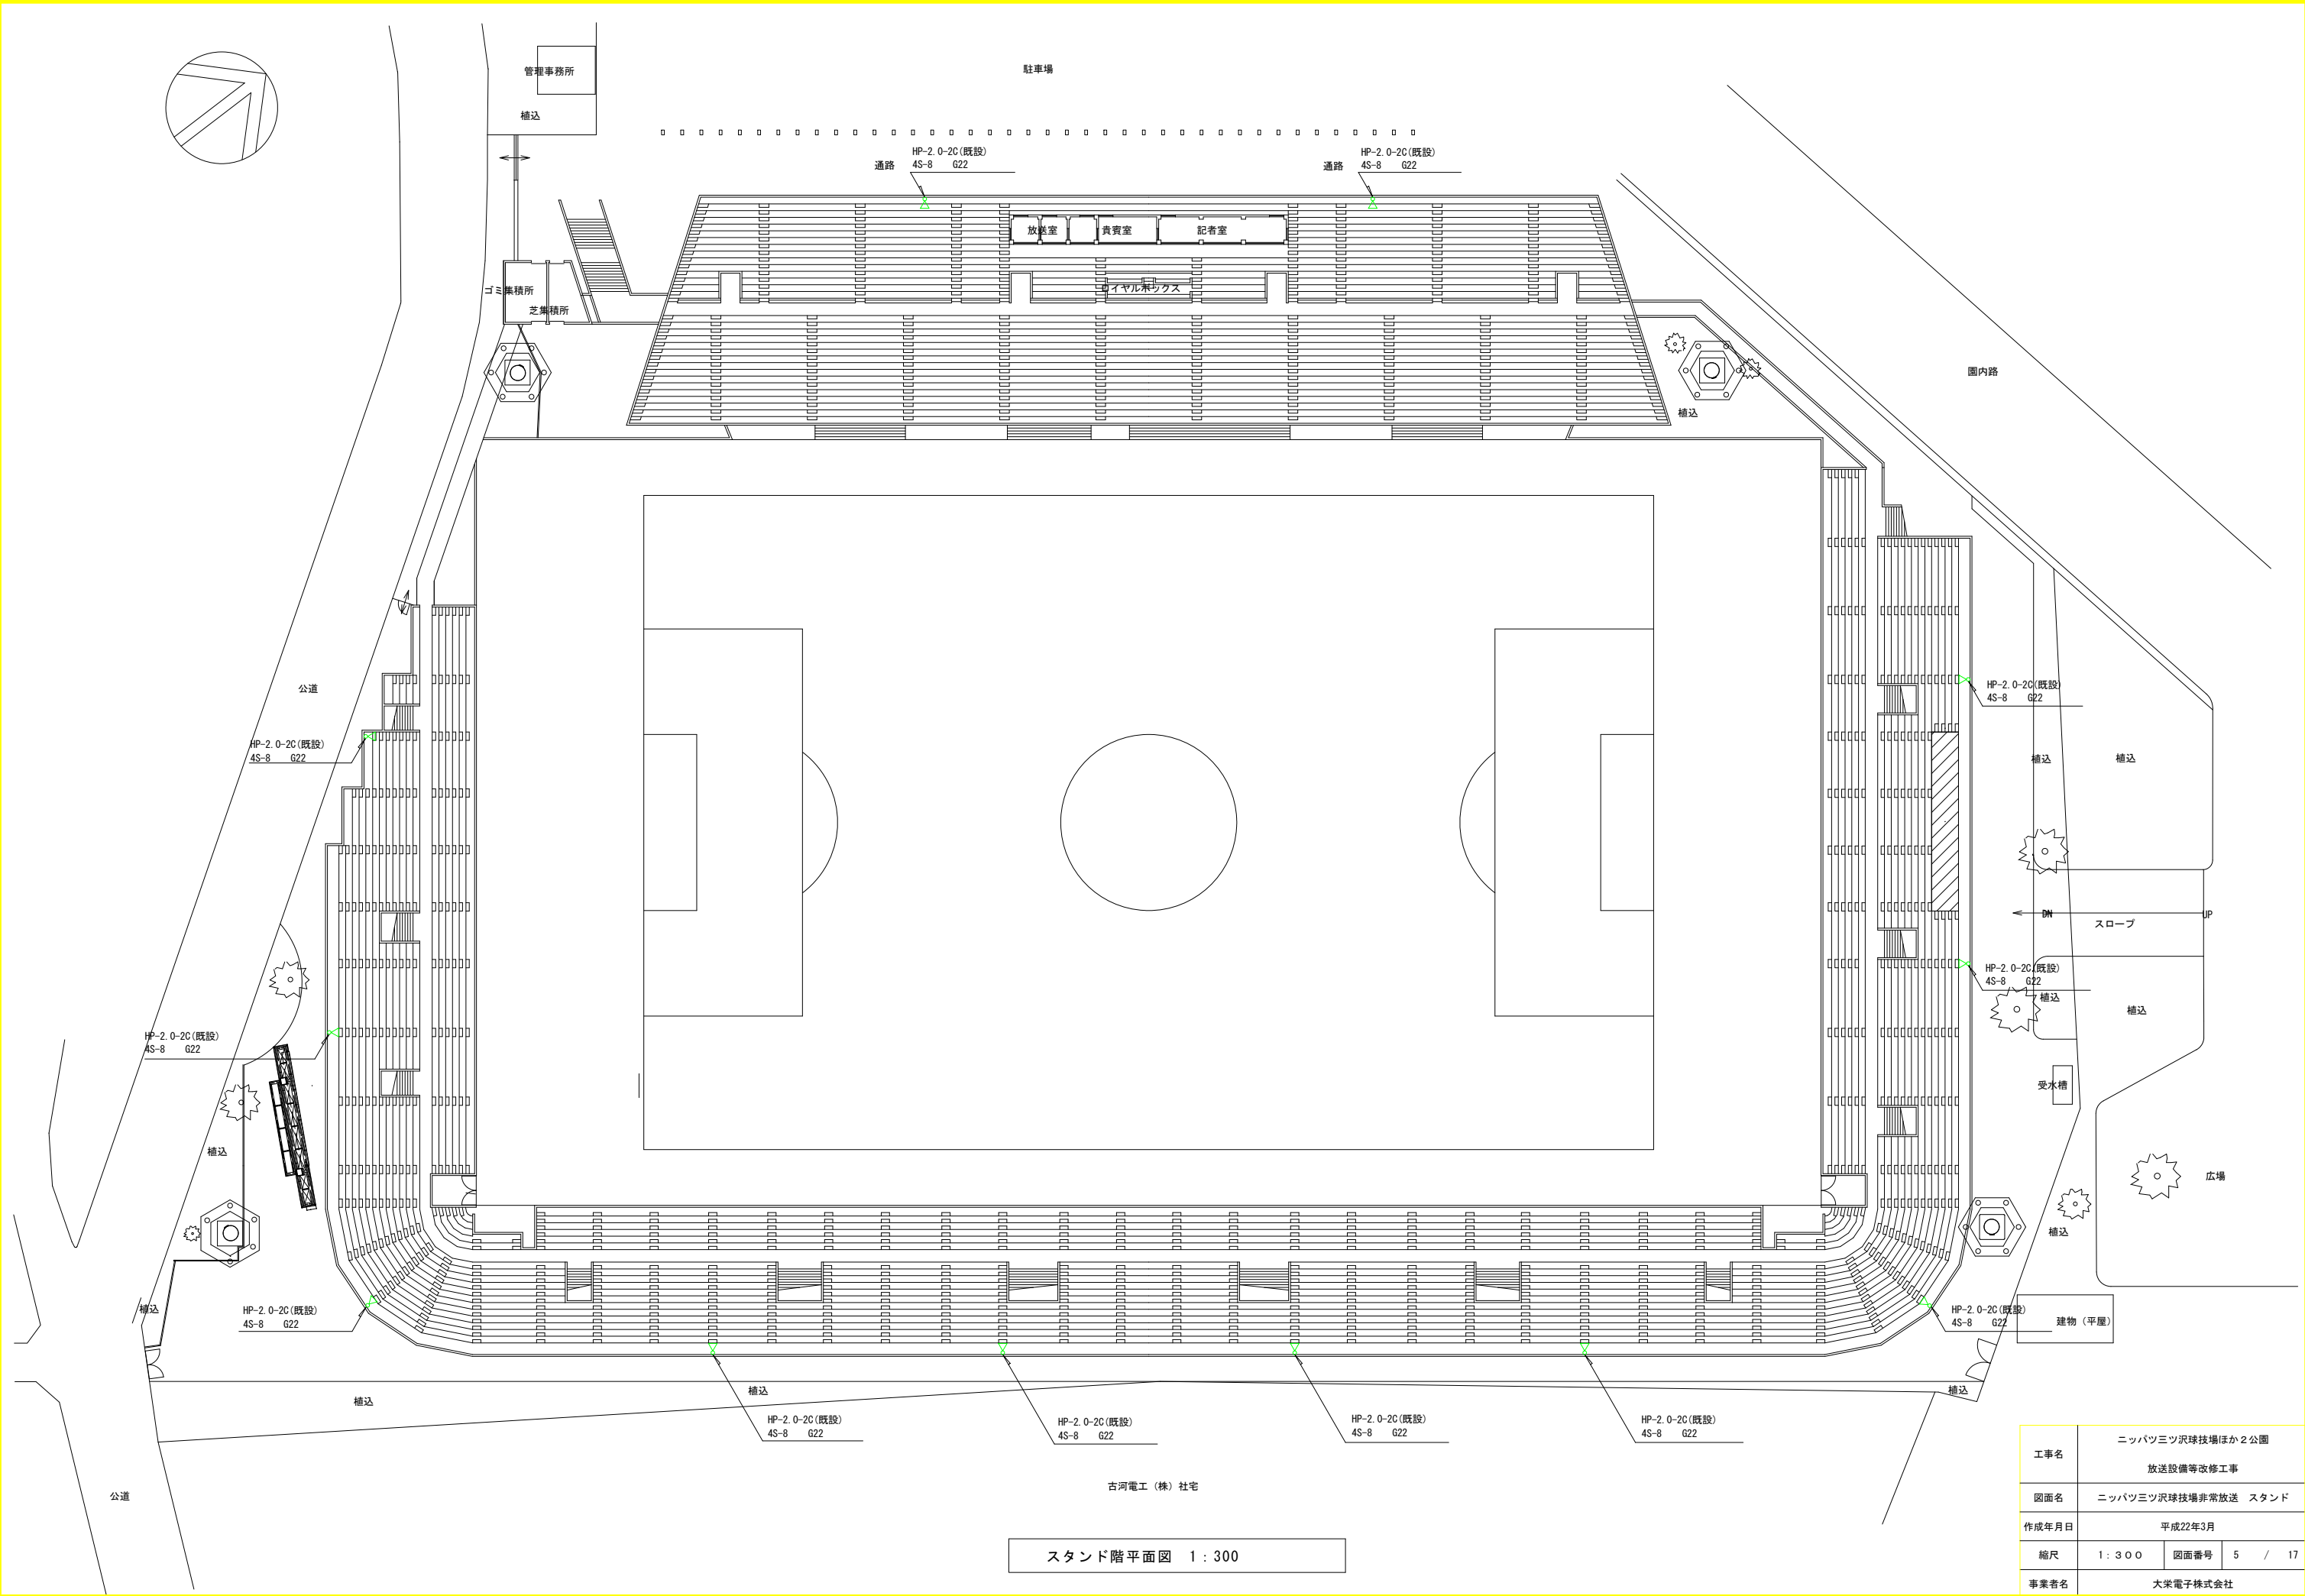 管理事務所
駐車場
植込
通路
HP-2.0-2C(既設)
4S-8 G22
通路
HP-2.0-2C(既設)
4S-8 G22
放送室
貴賓室
記者室
ゴミ集積所
芝集積所
ロイヤルボックス
園内路
植込
公道
HP-2.0-2C(既設)
4S-8 G22
HP-2.0-2C(既設)
4S-8 G22
植込
植込
DN
UP
スロープ
HP-2.0-2C(既設)
4S-8 G22
植込
植込
HP-2.0-2C(既設)
4S-8 G22
受水槽
植込
広場
植込
植込
HP-2.0-2C(既設)
4S-8 G22
HP-2.0-2C(既設)
4S-8 G22
建物（平屋）
植込
植込
植込
HP-2.0-2C(既設)
4S-8 G22
HP-2.0-2C(既設)
4S-8 G22
HP-2.0-2C(既設)
4S-8 G22
HP-2.0-2C(既設)
4S-8 G22
公道
古河電工（株）社宅
スタンド階平面図 1：300
工事名
ニッパツ三ツ沢球技場ほか２公園
放送設備等改修工事
図面名
ニッパツ三ツ沢球技場非常放送 スタンド
作成年月日
平成22年3月
縮尺
１：３００
図面番号
5 / 17
事業者名
大栄電子株式会社